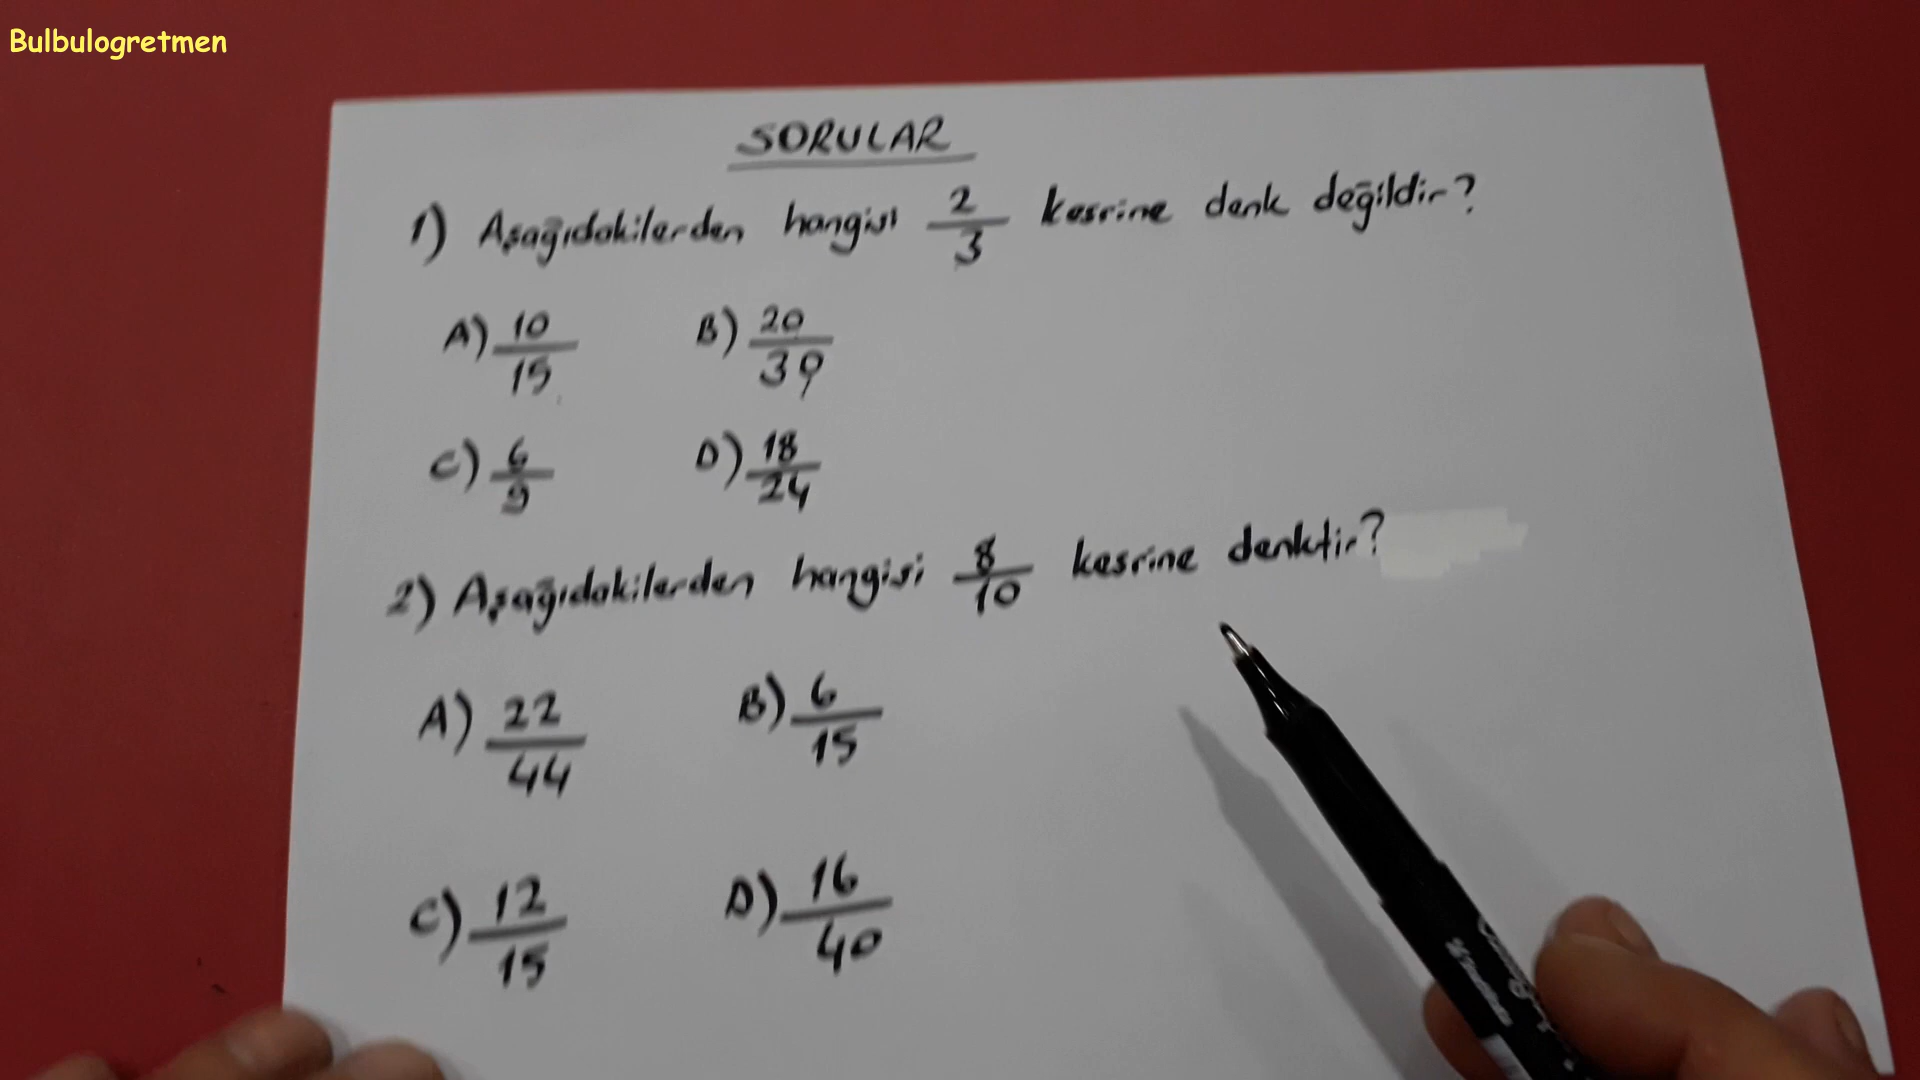 Bulbulogretmen
SORULAR
1) Aşağıdakilerden hangisi 2/3 kesrine denk değildir?
A) 10/15 B) 20/30
C) 6/9 D) 18/24
2) Aşağıdakilerden hangisi 8/10 kesrine denktir?
A) 22/44 B) 6/15
C) 12/15 D) 16/40